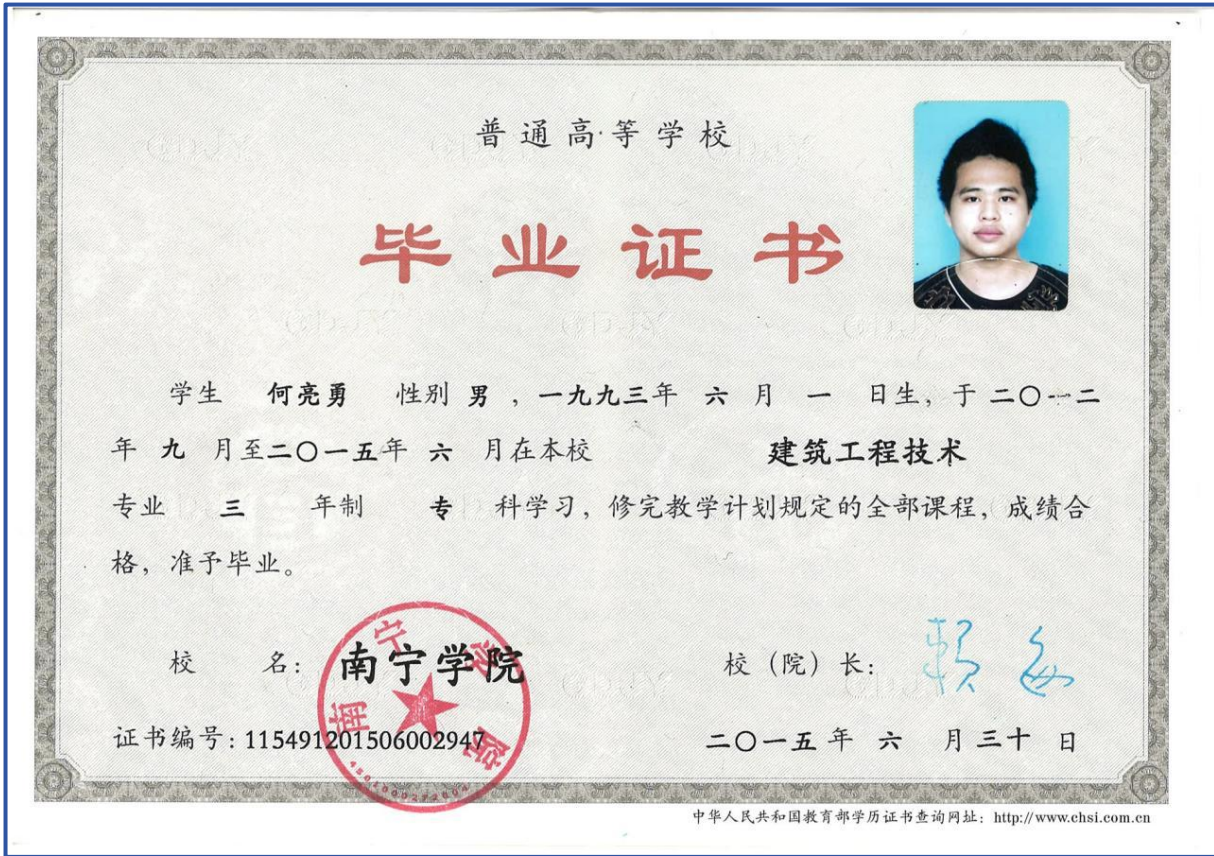 普通高等学校
毕业证书
学生 何亮勇 性别 男 ，一九九三年 六 月 一 日生，于二〇一二
年 九 月至二〇一五年 六 月在本校 建筑工程技术
专业 三 年制 专 科学习，修完教学计划规定的全部课程，成绩合
格，准予毕业。
校 名：南宁学院
南宁学院
校（院）长：
证书编号：115491201506002947
二〇一五年 六 月三十 日
中华人民共和国教育部学历证书查询网址：http://www.chsi.com.cn